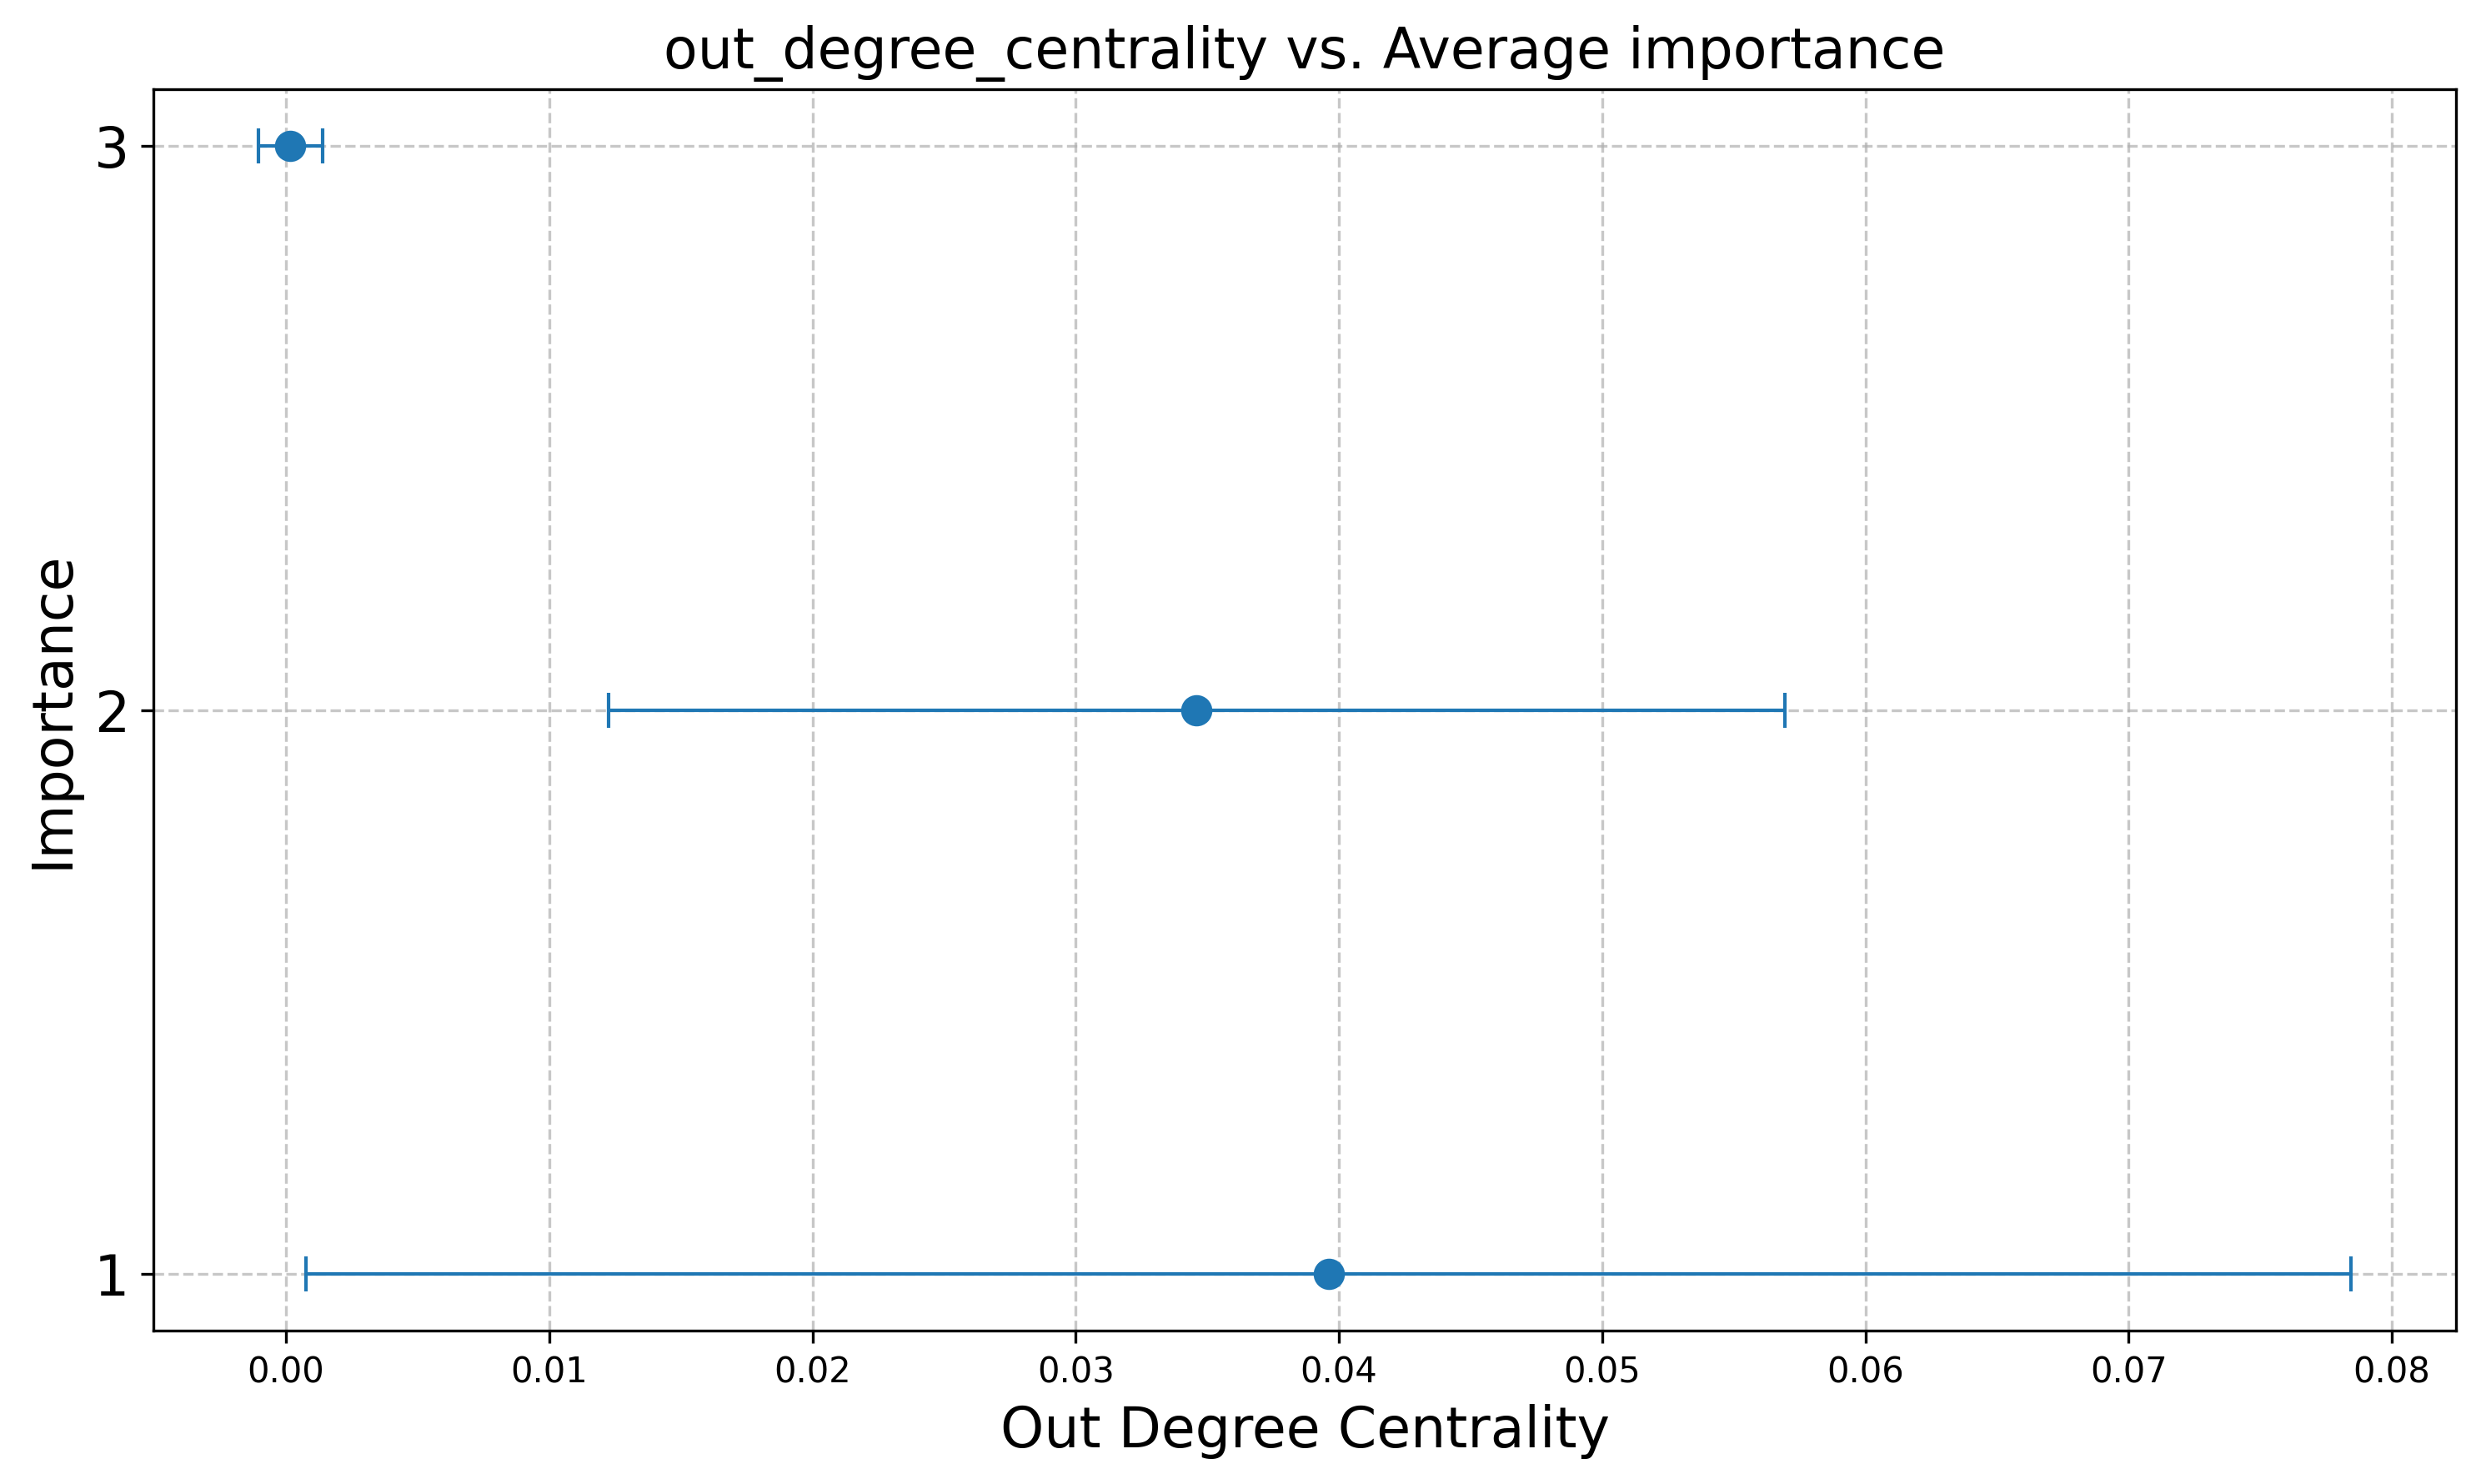 out_degree_centrality vs. Average importance
3
2
1
Importance
0.00 0.01 0.02 0.03 0.04 0.05 0.06 0.07 0.08
Out Degree Centrality